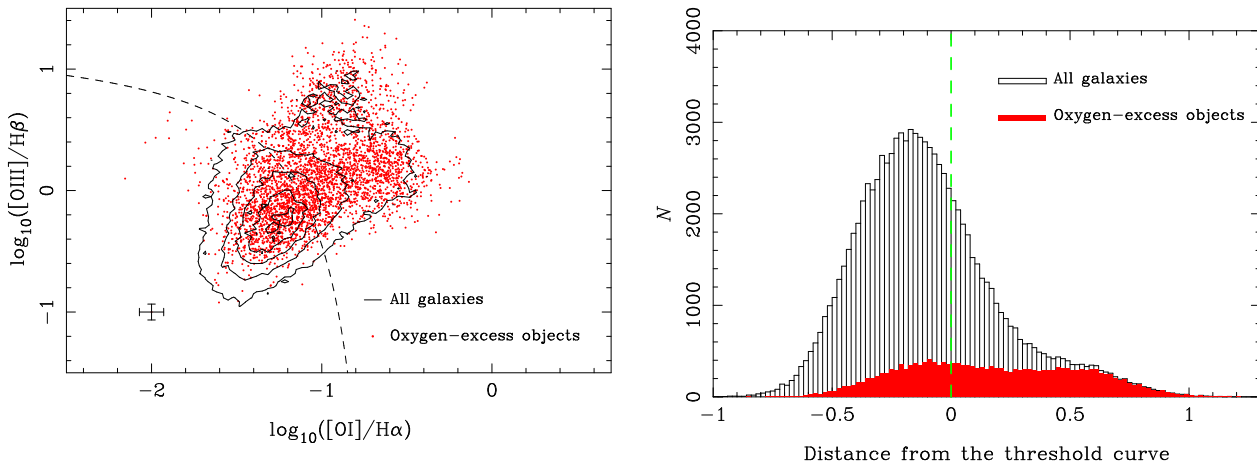 log10([OIII]/Hβ)
1
0
−1
−2
−1
0
All galaxies
Oxygen−excess objects
log10([OI]/Hα)
N
4000
3000
2000
1000
0
−1
−0.5
0
0.5
1
All galaxies
Oxygen−excess objects
Distance from the threshold curve